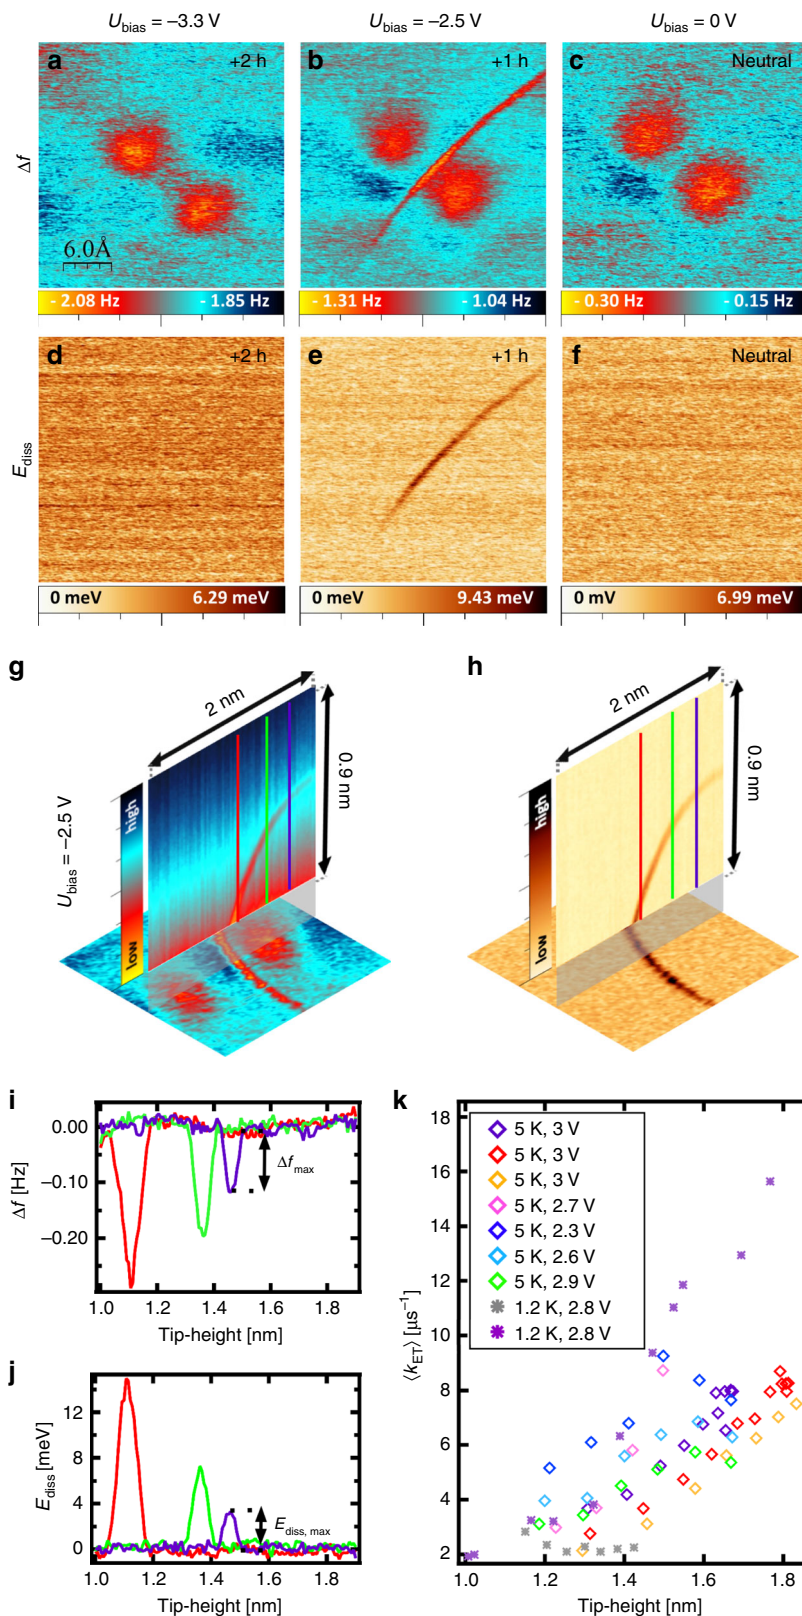 U_bias = –3.3 V U_bias = –2.5 V U_bias = 0 V
a +2 h b +1 h c Neutral
Δf
6.0Å
- 2.08 Hz - 1.85 Hz - 1.31 Hz - 1.04 Hz - 0.30 Hz - 0.15 Hz
d +2 h e +1 h f Neutral
E_diss
0 meV 6.29 meV 0 meV 9.43 meV 0 mV 6.99 meV
g
2 nm
0.9 nm
U_bias = –2.5 V
high
low
h
2 nm
0.9 nm
high
low
i
0.00
–0.10
–0.20
Δf [Hz]
Δf_max
1.0 1.2 1.4 1.6 1.8
Tip-height [nm]
j
12
8
4
0
E_diss [meV]
E_diss, max
1.0 1.2 1.4 1.6 1.8
Tip-height [nm]
k
18
16
14
12
10
8
6
4
2
⟨k_ET⟩ [µs⁻¹]
5 K, 3 V
5 K, 3 V
5 K, 3 V
5 K, 2.7 V
5 K, 2.3 V
5 K, 2.6 V
5 K, 2.9 V
1.2 K, 2.8 V
1.2 K, 2.8 V
1.0 1.2 1.4 1.6 1.8
Tip-height [nm]